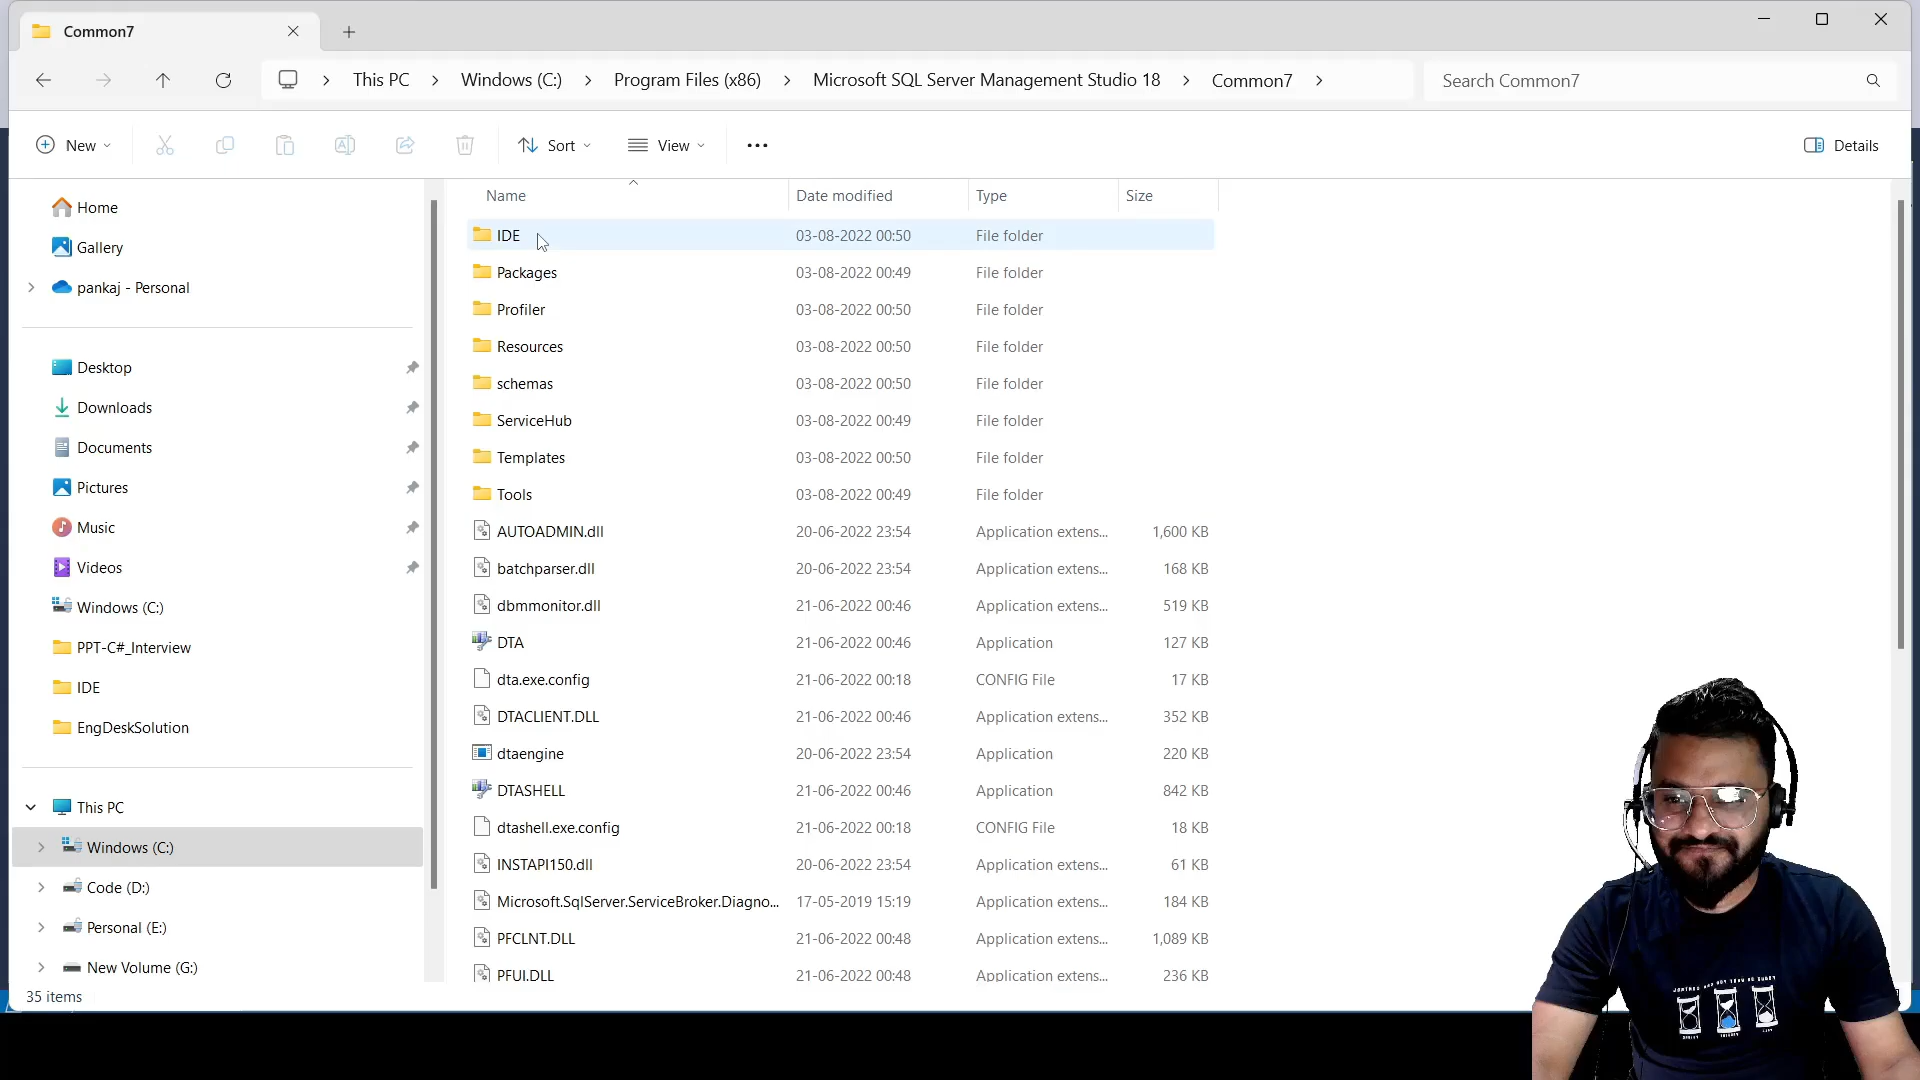 Common7
This PC
Windows (C:)
Program Files (x86)
Microsoft SQL Server Management Studio 18
Common7
Search Common7
New
Sort
View
Details
Home
Gallery
pankaj - Personal
Desktop
Downloads
Documents
Pictures
Music
Videos
Windows (C:)
PPT-C#_Interview
IDE
EngDeskSolution
This PC
Windows (C:)
Code (D:)
Personal (E:)
New Volume (G:)
Name Date modified Type Size
IDE 03-08-2022 00:50 File folder
Packages 03-08-2022 00:49 File folder
Profiler 03-08-2022 00:50 File folder
Resources 03-08-2022 00:50 File folder
schemas 03-08-2022 00:50 File folder
ServiceHub 03-08-2022 00:49 File folder
Templates 03-08-2022 00:50 File folder
Tools 03-08-2022 00:49 File folder
AUTOADMIN.dll 20-06-2022 23:54 Application extens... 1,600 KB
batchparser.dll 20-06-2022 23:54 Application extens... 168 KB
dbmmonitor.dll 21-06-2022 00:46 Application extens... 519 KB
DTA 21-06-2022 00:46 Application 127 KB
dta.exe.config 21-06-2022 00:18 CONFIG File 17 KB
DTACLIENT.DLL 21-06-2022 00:46 Application extens... 352 KB
dtaengine 20-06-2022 23:54 Application 220 KB
DTASHELL 21-06-2022 00:46 Application 842 KB
dtashell.exe.config 21-06-2022 00:18 CONFIG File 18 KB
INSTAPI150.dll 20-06-2022 23:54 Application extens... 61 KB
Microsoft.SqlServer.ServiceBroker.Diagno... 17-05-2019 15:19 Application extens... 184 KB
PFCLNT.DLL 21-06-2022 00:48 Application extens... 1,089 KB
PFUI.DLL 21-06-2022 00:48 Application extens... 236 KB
35 items